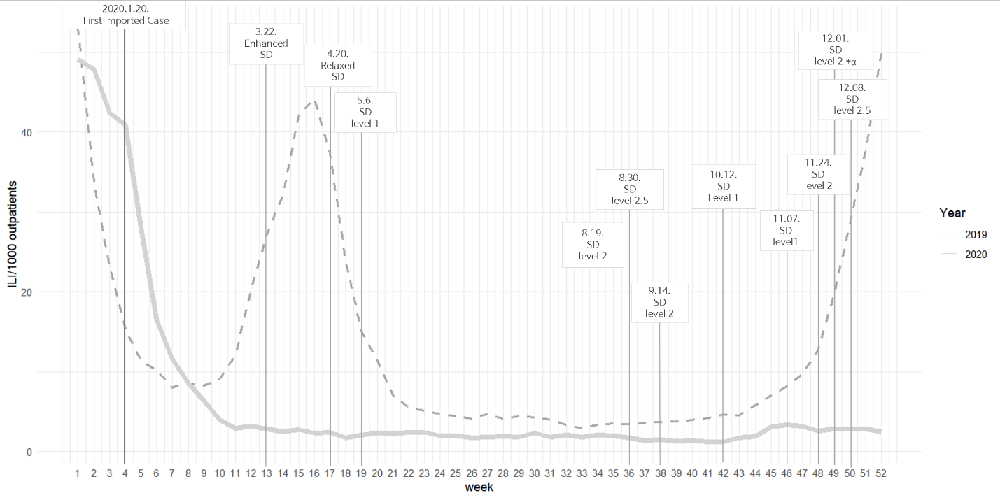 2020.1.20.
First Imported Case
3.22.
Enhanced
SD
4.20.
Relaxed
SD
5.6.
SD
level 1
8.19.
SD
level 2
8.30.
SD
level 2.5
9.14.
SD
level 2
10.12.
SD
Level 1
11.07.
SD
level1
11.24.
SD
level 2
12.01.
SD
level 2 +α
12.08.
SD
level 2.5
ILI/1000 outpatients
40
20
0
1 2 3 4 5 6 7 8 9 10 11 12 13 14 15 16 17 18 19 20 21 22 23 24 25 26 27 28 29 30 31 32 33 34 35 36 37 38 39 40 41 42 43 44 45 46 47 48 49 50 51 52
week
Year
2019
2020